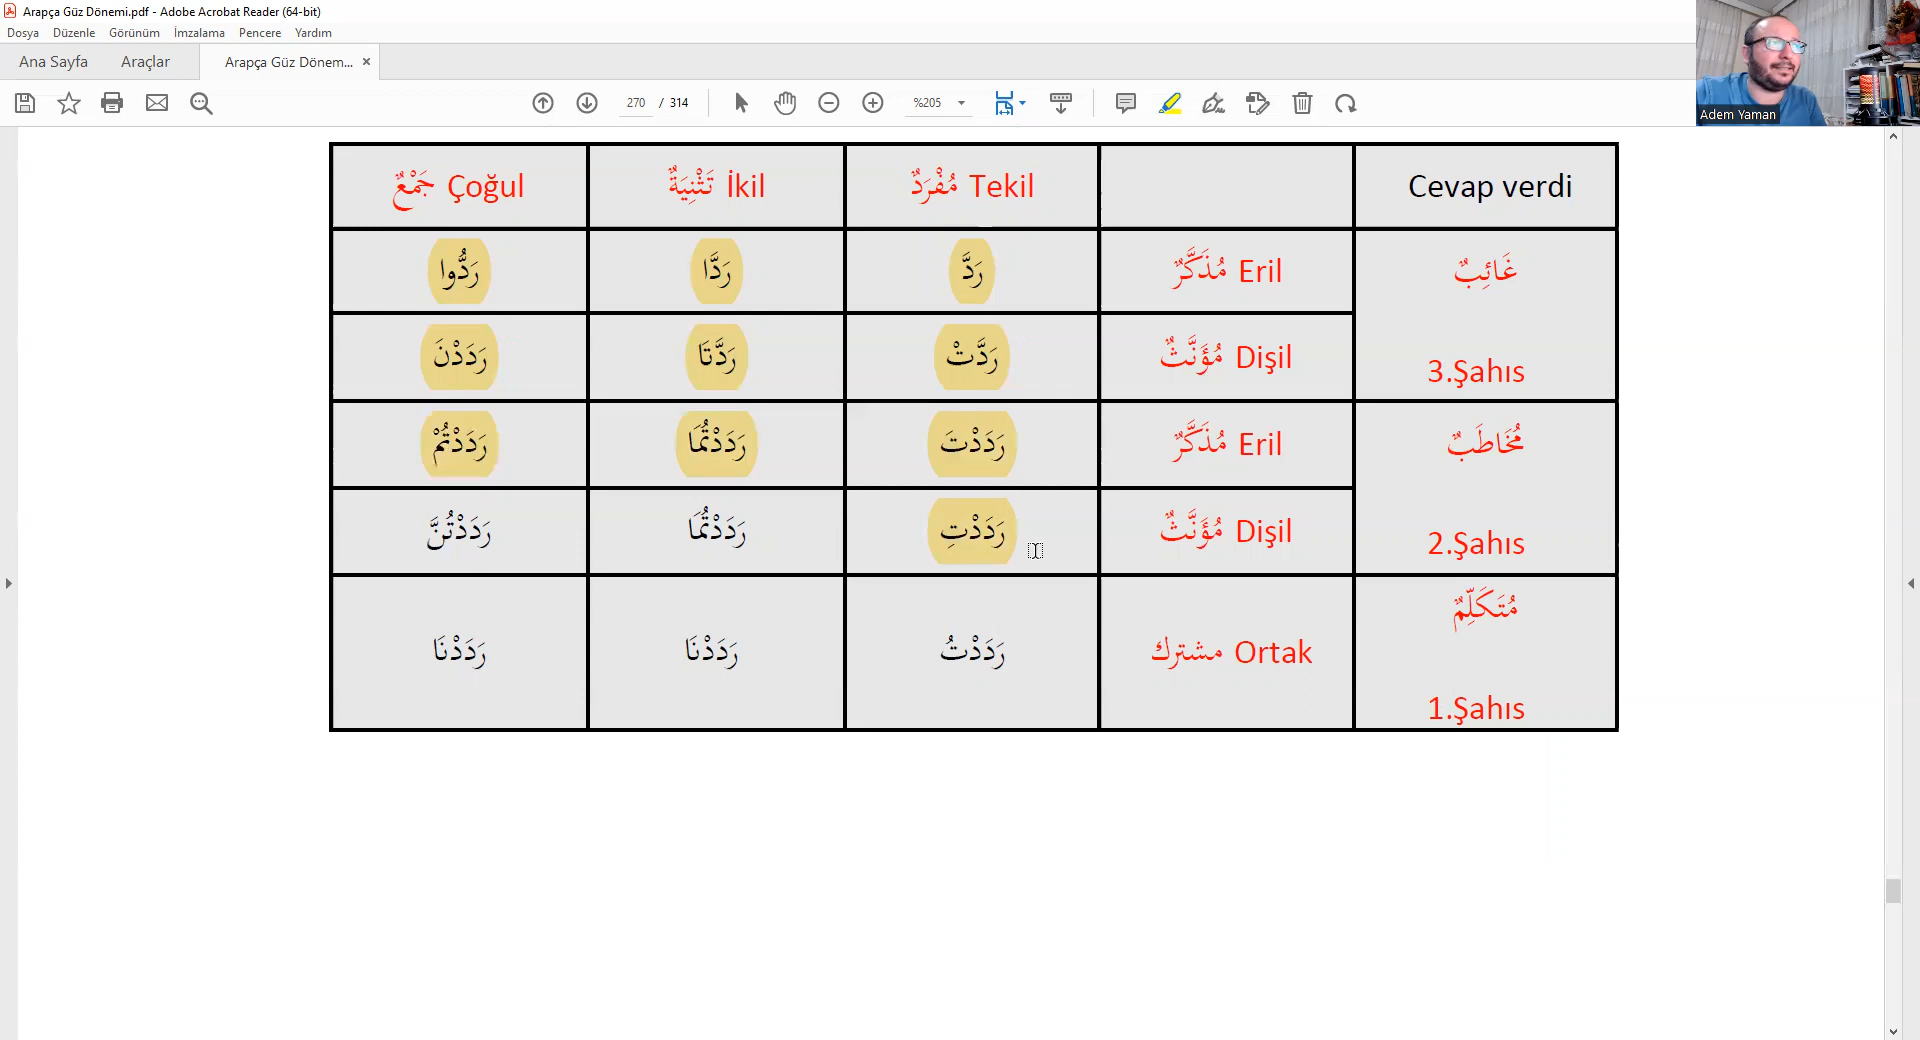 Arapça Güz Dönemi.pdf - Adobe Acrobat Reader (64-bit)
Dosya Düzenle Görünüm İmzalama Pencere Yardım
Ana Sayfa Araçlar Arapça Güz Dönem... ×
270 / 314 %205
Adem Yaman
جَمْعٌ Çoğul تَثْنِيَةٌ İkil مُفْرَدٌ Tekil Cevap verdi
رَدُّوا رَدَّا رَدَّ مُذَكَّرٌ Eril غَائِبٌ
رَدَدْنَ رَدَّتَا رَدَّتْ مُؤَنَّثٌ Dişil 3.Şahıs
رَدَدْتُمْ رَدَدْتُمَا رَدَدْتَ مُذَكَّرٌ Eril مُخَاطَبٌ
رَدَدْتُنَّ رَدَدْتُمَا رَدَدْتِ مُؤَنَّثٌ Dişil 2.Şahıs
مُتَكَلِّمٌ
رَدَدْنَا رَدَدْنَا رَدَدْتُ مشترك Ortak
1.Şahıs